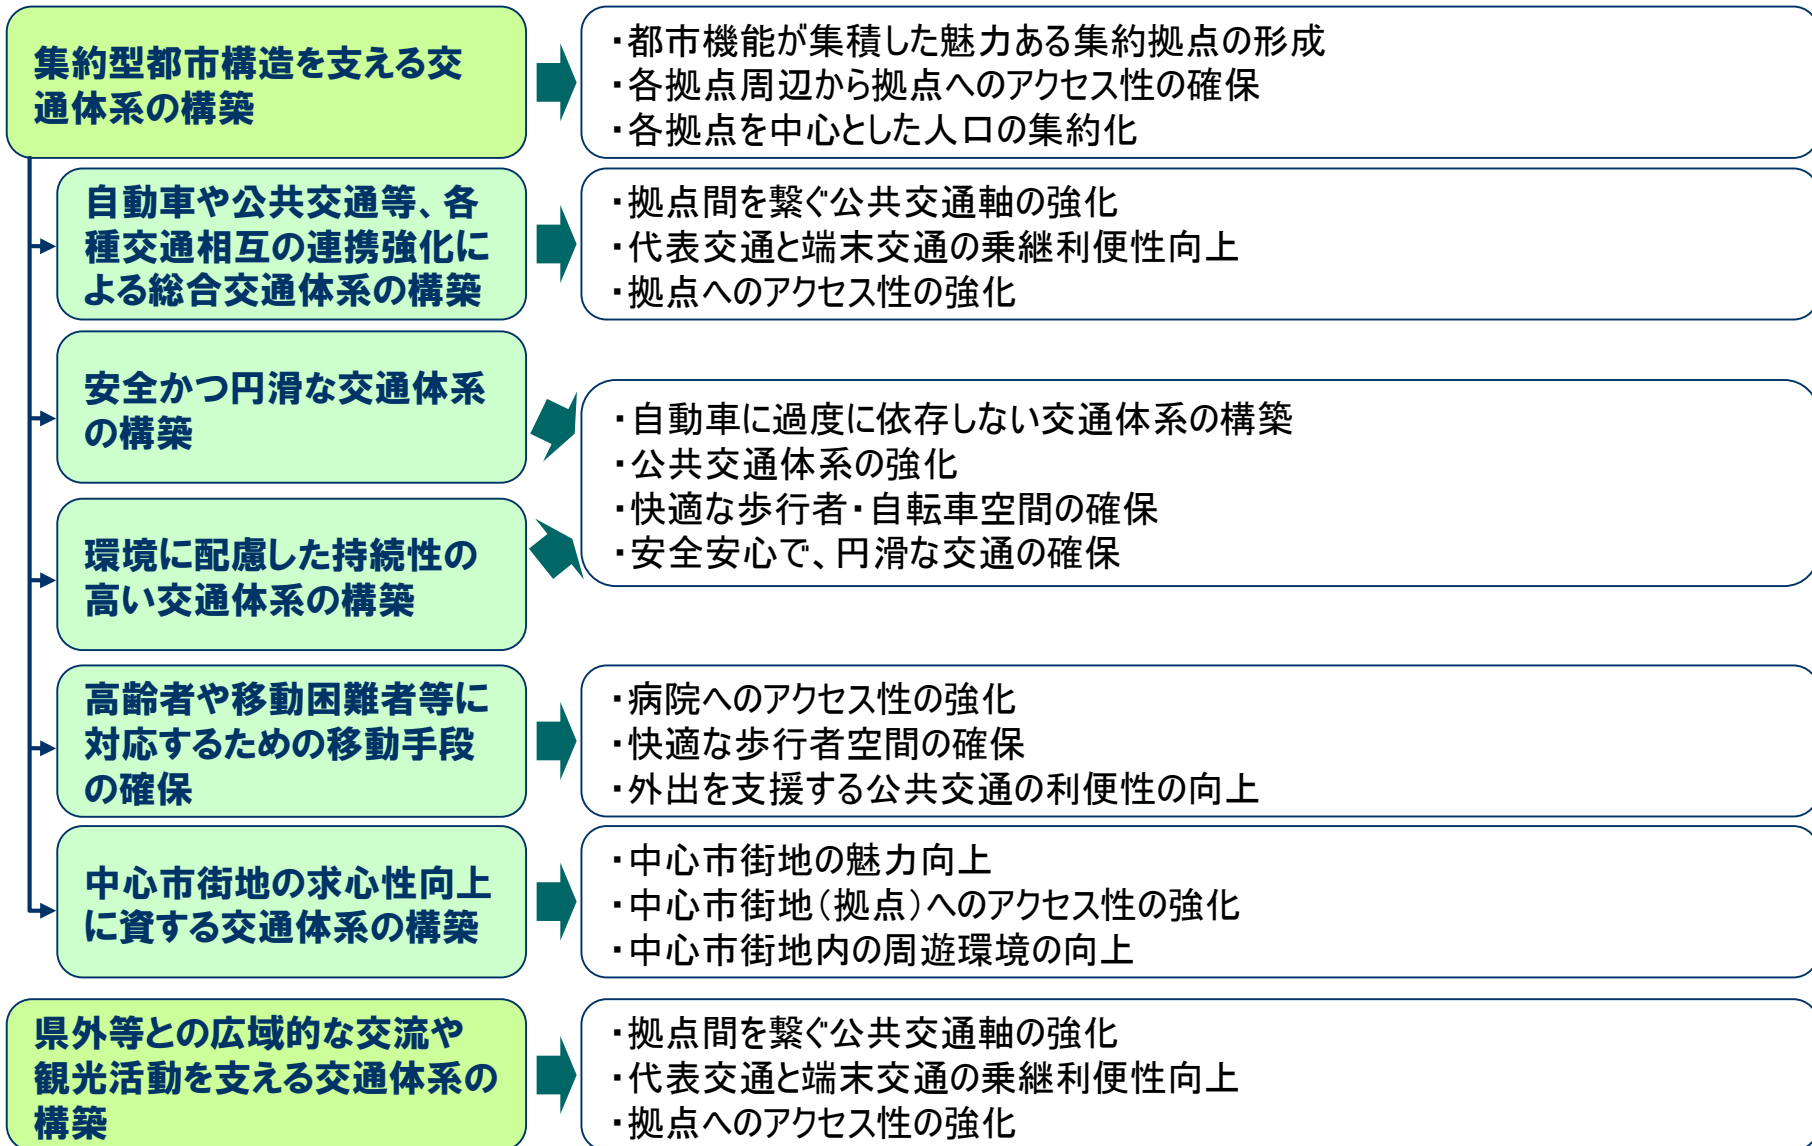 集約型都市構造を支える交
通体系の構築
・都市機能が集積した魅力ある集約拠点の形成
・各拠点周辺から拠点へのアクセス性の確保
・各拠点を中心とした人口の集約化
自動車や公共交通等、各
種交通相互の連携強化に
よる総合交通体系の構築
・拠点間を繋ぐ公共交通軸の強化
・代表交通と端末交通の乗継利便性向上
・拠点へのアクセス性の強化
安全かつ円滑な交通体系
の構築
環境に配慮した持続性の
高い交通体系の構築
・自動車に過度に依存しない交通体系の構築
・公共交通体系の強化
・快適な歩行者・自転車空間の確保
・安全安心で、円滑な交通の確保
高齢者や移動困難者等に
対応するための移動手段
の確保
・病院へのアクセス性の強化
・快適な歩行者空間の確保
・外出を支援する公共交通の利便性の向上
中心市街地の求心性向上
に資する交通体系の構築
・中心市街地の魅力向上
・中心市街地（拠点）へのアクセス性の強化
・中心市街地内の周遊環境の向上
県外等との広域的な交流や
観光活動を支える交通体系の
構築
・拠点間を繋ぐ公共交通軸の強化
・代表交通と端末交通の乗継利便性向上
・拠点へのアクセス性の強化